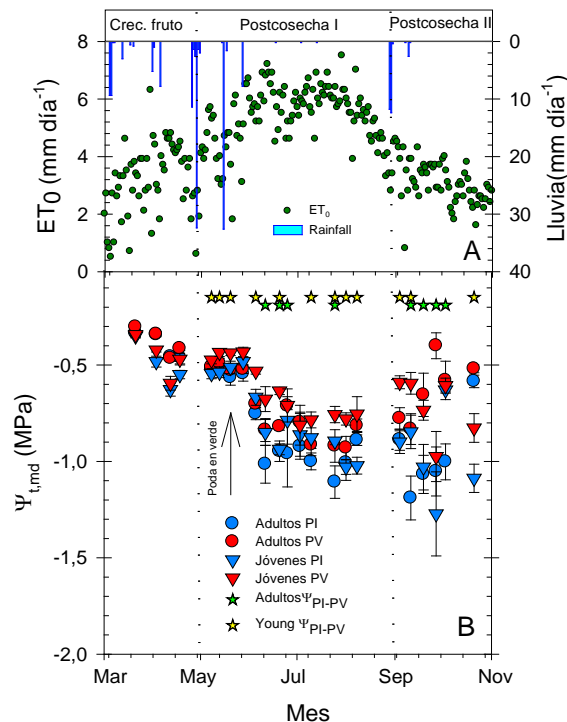 Crec. fruto Postcosecha I Postcosecha II
8 0
6 10
4 20
2 30
0 40
ET0 (mm día-1)
Lluvia(mm día-1)
ET0
Rainfall
A
-0,5
-1,0
-1,5
-2,0
Ψt,md (MPa)
Poda en verde
Adultos PI
Adultos PV
Jóvenes PI
Jóvenes PV
AdultosΨPI-PV
Young ΨPI-PV
B
Mar May Jul Sep Nov
Mes